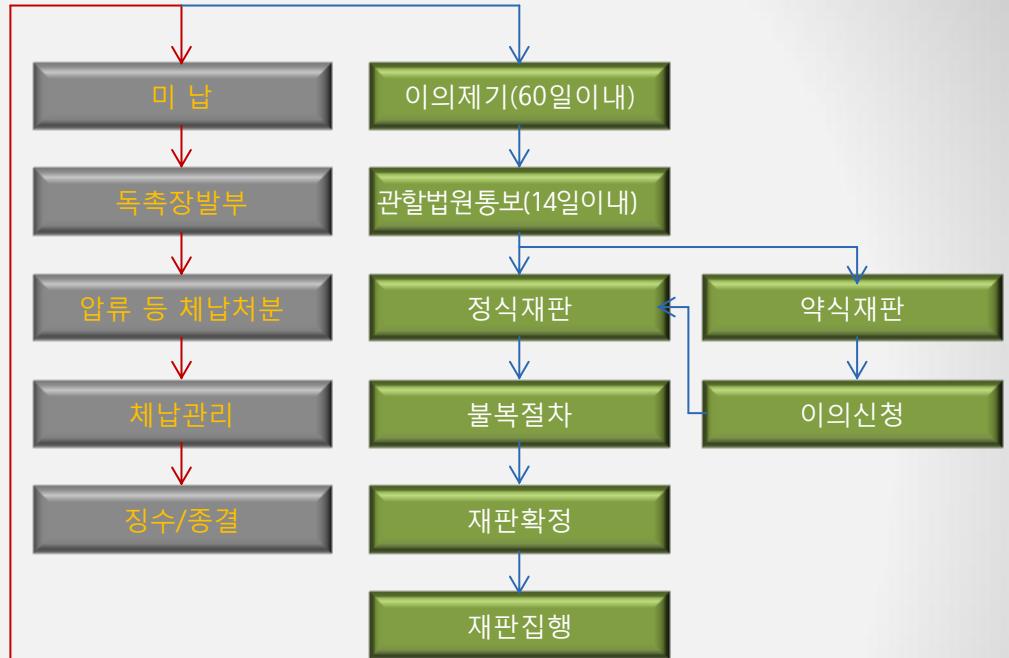 미 납
독촉장발부
압류 등 체납처분
체납관리
징수/종결
이의제기(60일이내)
관할법원통보(14일이내)
정식재판
불복절차
재판확정
재판집행
약식재판
이의신청